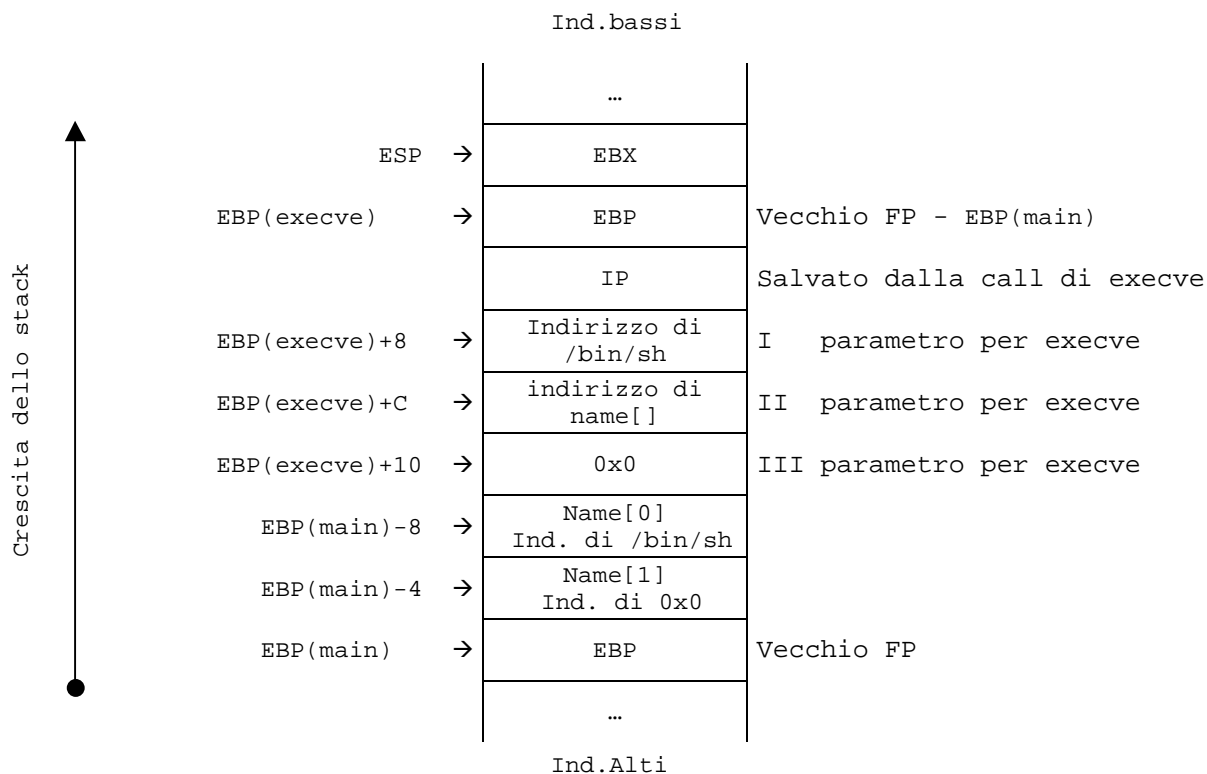 Ind.bassi
…
ESP → EBX
EBP(execve) → EBP Vecchio FP - EBP(main)
IP Salvato dalla call di execve
EBP(execve)+8 → Indirizzo di
/bin/sh
I parametro per execve
EBP(execve)+C → indirizzo di
name[]
II parametro per execve
EBP(execve)+10 → 0x0 III parametro per execve
EBP(main)-8 → Name[0]
Ind. di /bin/sh
EBP(main)-4 → Name[1]
Ind. di 0x0
EBP(main) → EBP Vecchio FP
…
Ind.Alti
Crescita dello stack